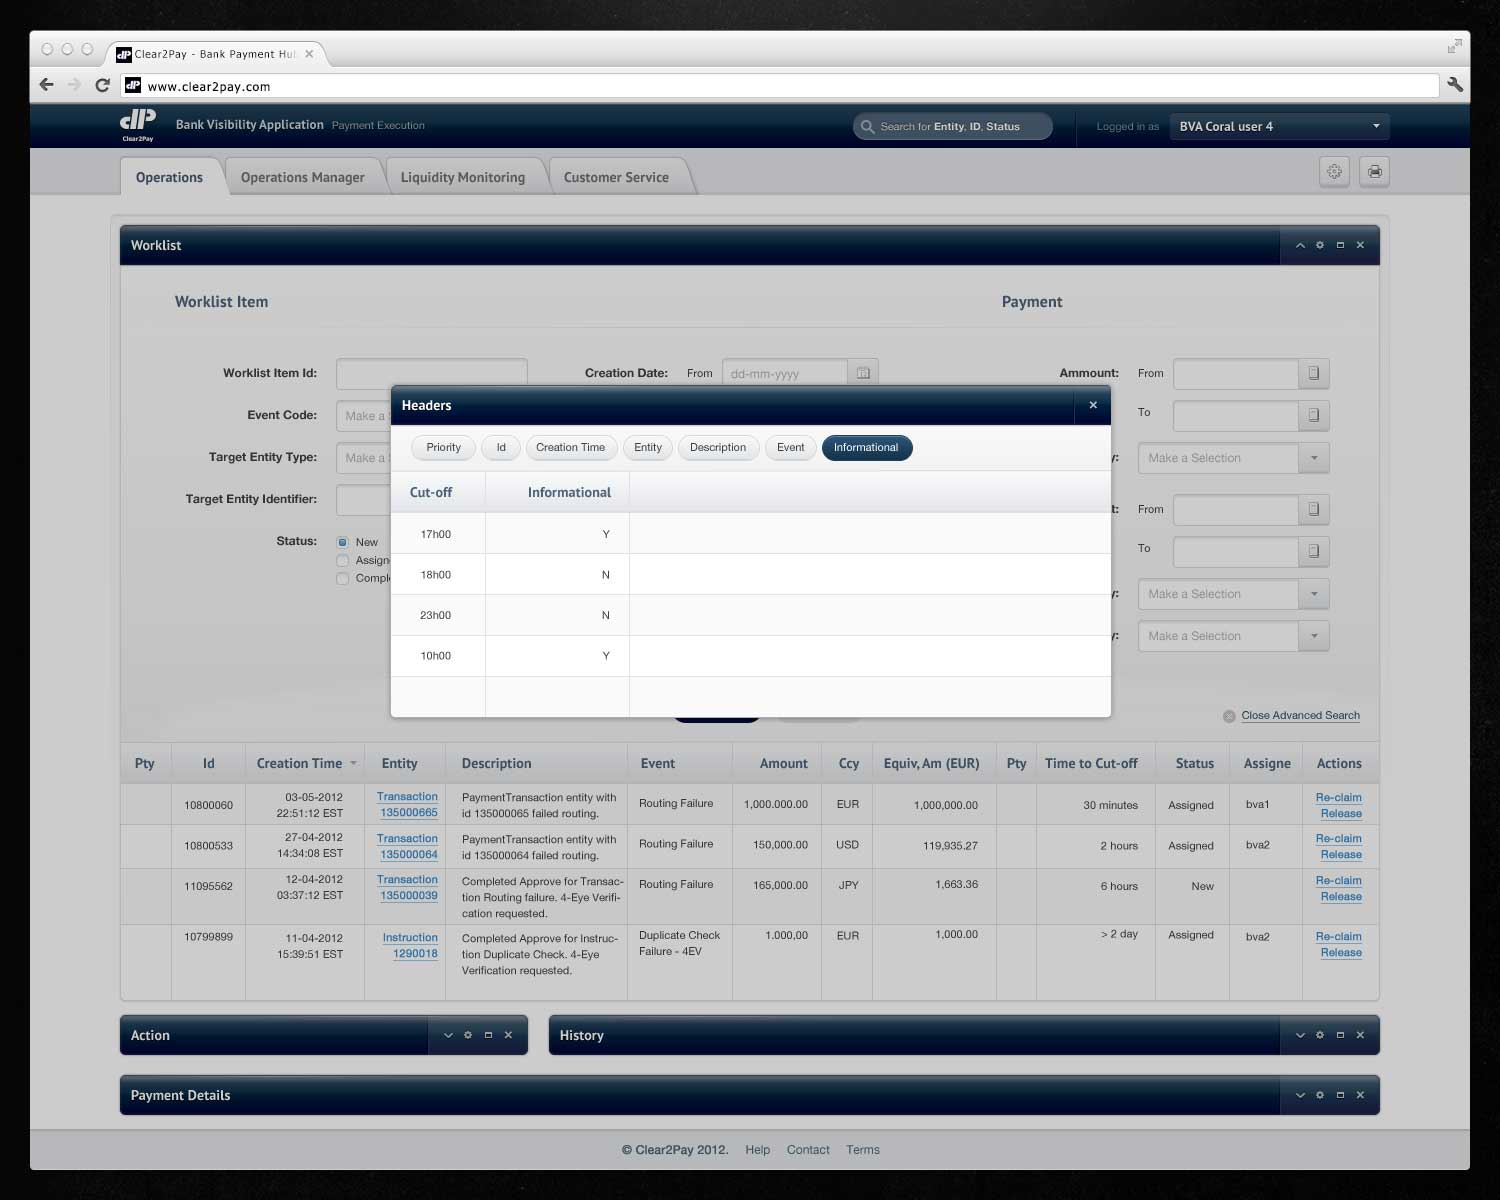 Clear2Pay - Bank Payment Hub
www.clear2pay.com
dP Clear2Pay
Bank Visibility Application Payment Execution
Search for Entity, ID, Status
Logged in as BVA Coral user 4
Operations Operations Manager Liquidity Monitoring Customer Service
Worklist
Worklist Item Payment
Worklist Item Id: Creation Date: From dd-mm-yyyy Ammount: From
Event Code: Make a To
Target Entity Type: Make a Make a Selection
Target Entity Identifier: From
Status: New
Assign To
Comple
Make a Selection
Make a Selection
Headers
Priority Id Creation Time Entity Description Event Informational
Cut-off Informational
17h00 Y
18h00 N
23h00 N
10h00 Y
Close Advanced Search
Pty Id Creation Time Entity Description Event Amount Ccy Equiv, Am (EUR) Pty Time to Cut-off Status Assigne Actions
10800060 03-05-2012 22:51:12 EST Transaction 135000665 PaymentTransaction entity with id 135000065 failed routing. Routing Failure 1,000.000.00 EUR 1,000,000.00 30 minutes Assigned bva1 Re-claim Release
10800533 27-04-2012 14:34:08 EST Transaction 135000064 PaymentTransaction entity with id 135000064 failed routing. Routing Failure 150,000.00 USD 119,935.27 2 hours Assigned bva2 Re-claim Release
11095562 12-04-2012 03:37:12 EST Transaction 135000039 Completed Approve for Transac-tion Routing failure. 4-Eye Verifi-cation requested. Routing Failure 165,000.00 JPY 1,663.36 6 hours New Re-claim Release
10799899 11-04-2012 15:39:51 EST Instruction 1290018 Completed Approve for Instruc-tion Duplicate Check. 4-Eye Verification requested. Duplicate Check Failure - 4EV 1.000,00 EUR 1,000.00 > 2 day Assigned bva2 Re-claim Release
Action History
Payment Details
© Clear2Pay 2012. Help Contact Terms